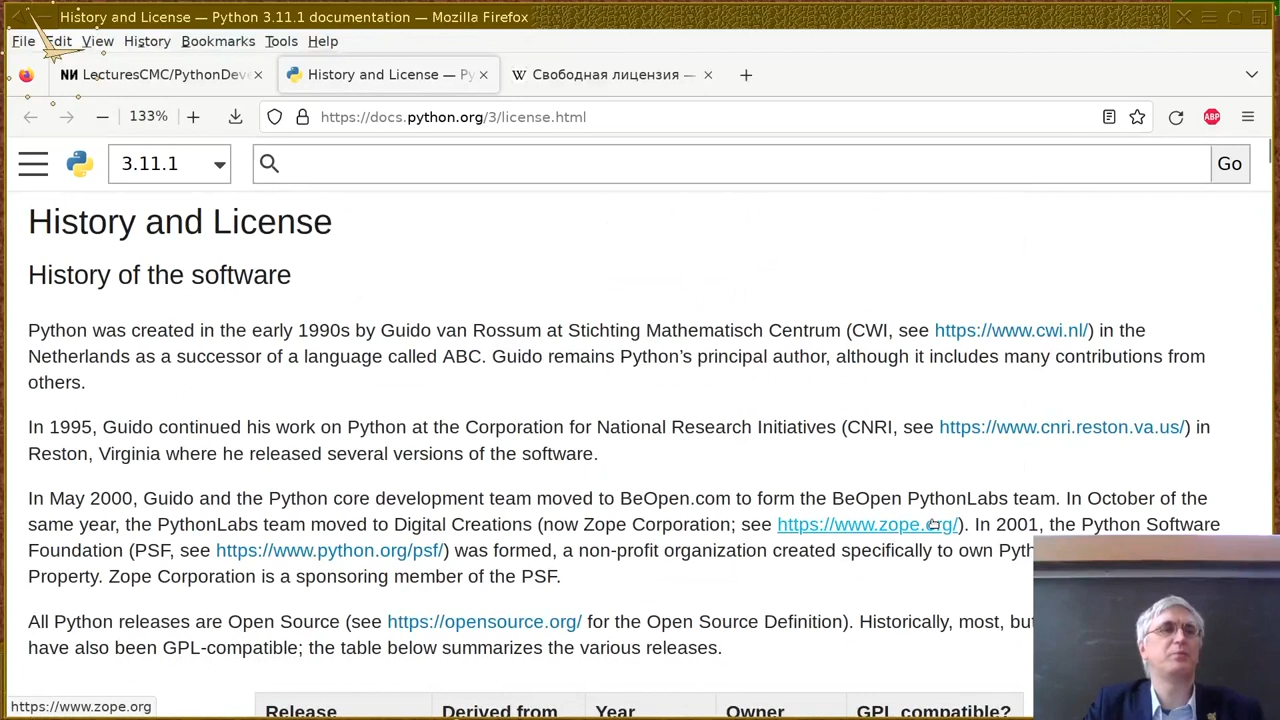 History and License — Python 3.11.1 documentation — Mozilla Firefox
File Edit View History Bookmarks Tools Help
ИИ LecturesCMC/PythonDeve
History and License — Py
W Свободная лицензия —
133%
https://docs.python.org/3/license.html
ABP
3.11.1
Go
History and License
History of the software
Python was created in the early 1990s by Guido van Rossum at Stichting Mathematisch Centrum (CWI, see https://www.cwi.nl/) in the
Netherlands as a successor of a language called ABC. Guido remains Python’s principal author, although it includes many contributions from
others.
In 1995, Guido continued his work on Python at the Corporation for National Research Initiatives (CNRI, see https://www.cnri.reston.va.us/) in
Reston, Virginia where he released several versions of the software.
In May 2000, Guido and the Python core development team moved to BeOpen.com to form the BeOpen PythonLabs team. In October of the
same year, the PythonLabs team moved to Digital Creations (now Zope Corporation; see https://www.zope.org/). In 2001, the Python Software
Foundation (PSF, see https://www.python.org/psf/) was formed, a non-profit organization created specifically to own Pyth
Property. Zope Corporation is a sponsoring member of the PSF.
All Python releases are Open Source (see https://opensource.org/ for the Open Source Definition). Historically, most, but
have also been GPL-compatible; the table below summarizes the various releases.
Release Derived from Year Owner GPL compatible?
https://www.zope.org